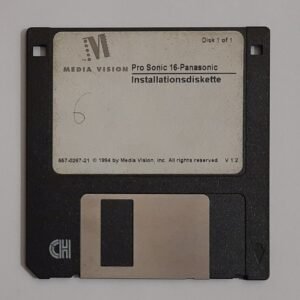 Disk 1 of 1
M
MEDIA VISION
Pro Sonic 16-Panasonic
Installationsdiskette
6
657-0267-21 © 1994 by Media Vision, Inc. All rights reserved. V 1.2